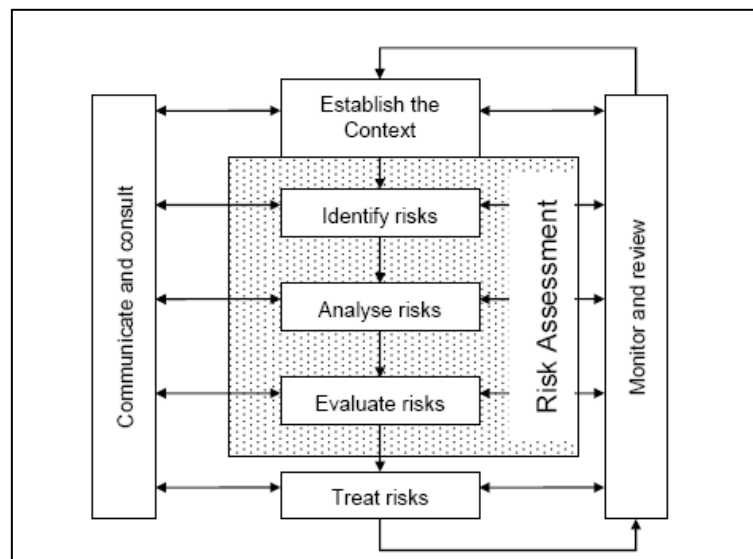 Establish the
Context
Communicate and consult
Identify risks
Analyse risks
Evaluate risks
Risk Assessment
Monitor and review
Treat risks